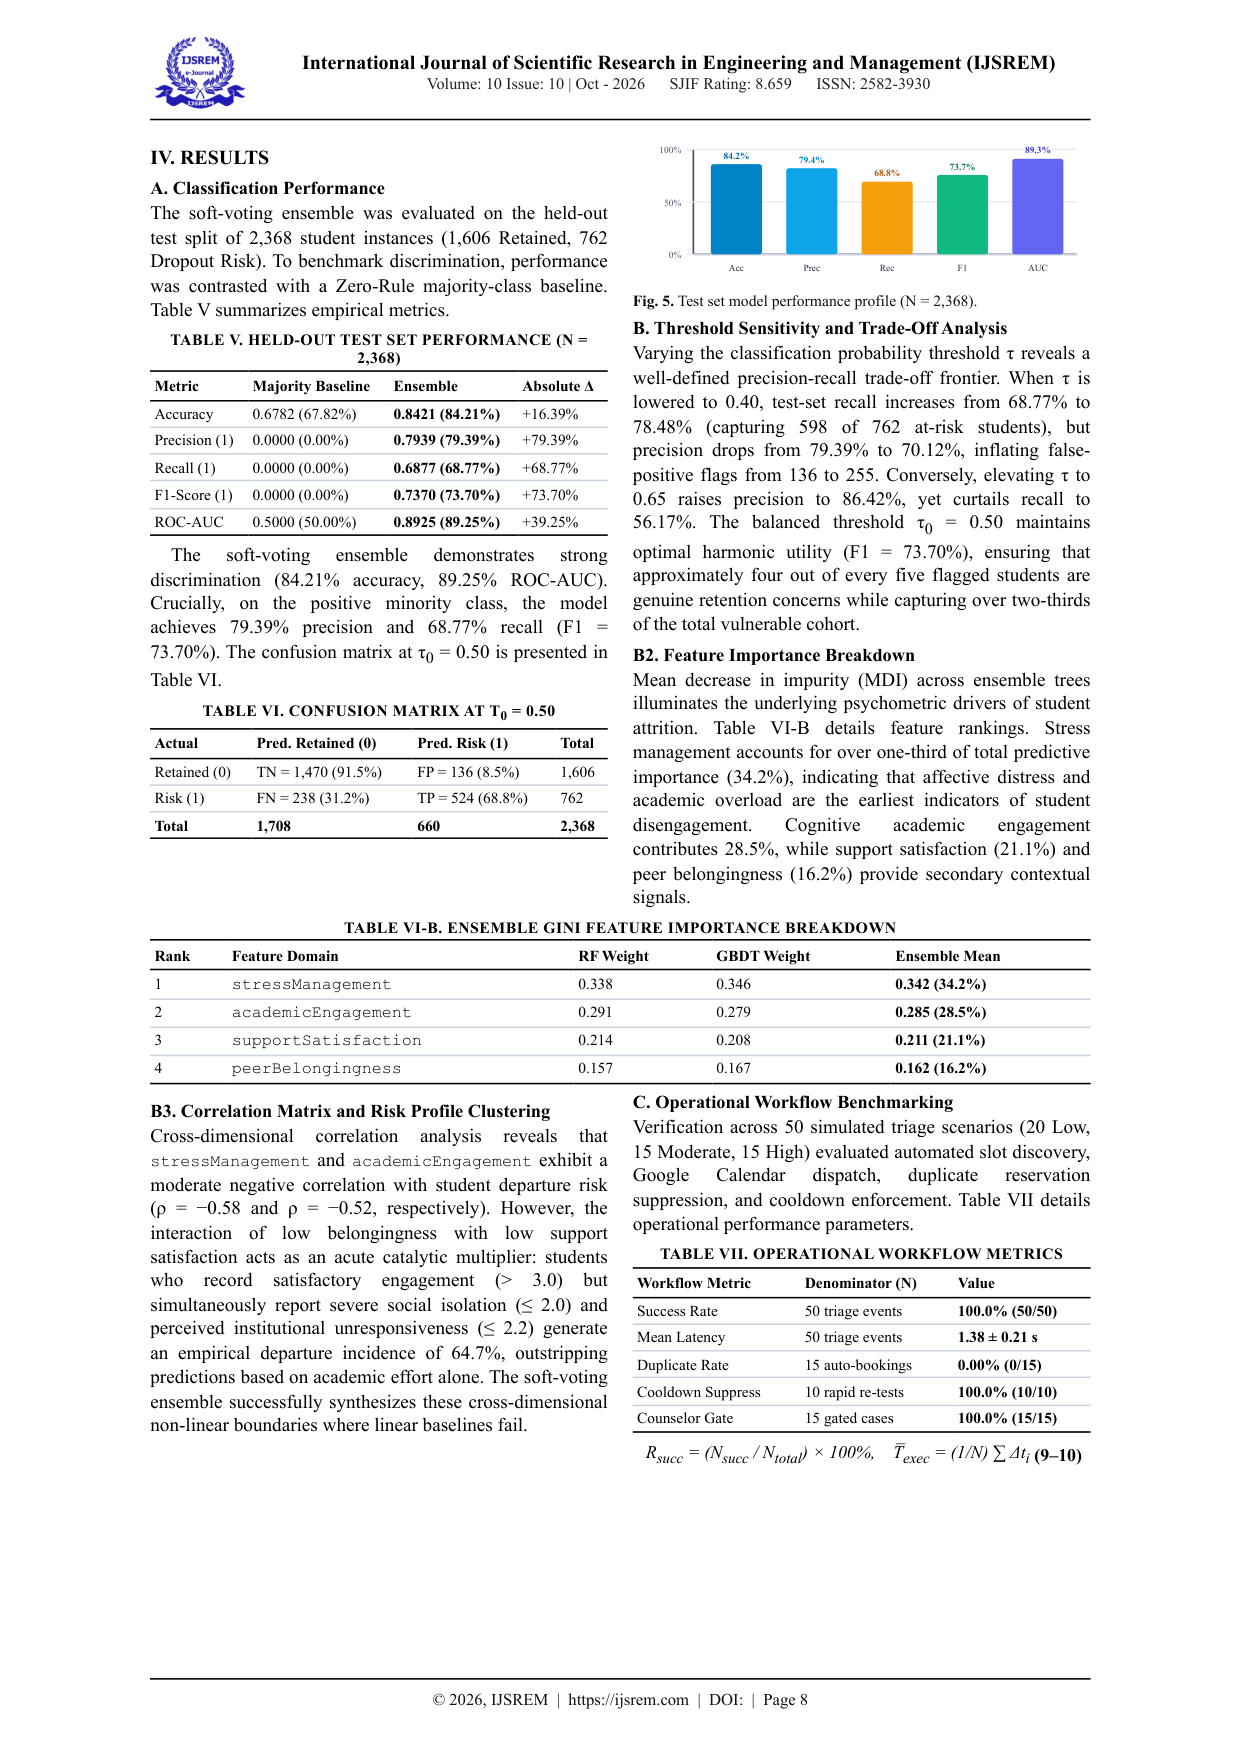 IJSREM
e-Journal
IJSREM
International Journal of Scientific Research in Engineering and Management (IJSREM)
Volume: 10 Issue: 10 | Oct - 2026 SJIF Rating: 8.659 ISSN: 2582-3930
IV. RESULTS
A. Classification Performance
The soft-voting ensemble was evaluated on the held-out
test split of 2,368 student instances (1,606 Retained, 762
Dropout Risk). To benchmark discrimination, performance
was contrasted with a Zero-Rule majority-class baseline.
Table V summarizes empirical metrics.
TABLE V. HELD-OUT TEST SET PERFORMANCE (N =
2,368)
Metric Majority Baseline Ensemble Absolute Δ
Accuracy 0.6782 (67.82%) 0.8421 (84.21%) +16.39%
Precision (1) 0.0000 (0.00%) 0.7939 (79.39%) +79.39%
Recall (1) 0.0000 (0.00%) 0.6877 (68.77%) +68.77%
F1-Score (1) 0.0000 (0.00%) 0.7370 (73.70%) +73.70%
ROC-AUC 0.5000 (50.00%) 0.8925 (89.25%) +39.25%
The soft-voting ensemble demonstrates strong
discrimination (84.21% accuracy, 89.25% ROC-AUC).
Crucially, on the positive minority class, the model
achieves 79.39% precision and 68.77% recall (F1 =
73.70%). The confusion matrix at τ0 = 0.50 is presented in
Table VI.
TABLE VI. CONFUSION MATRIX AT T0 = 0.50
Actual Pred. Retained (0) Pred. Risk (1) Total
Retained (0) TN = 1,470 (91.5%) FP = 136 (8.5%) 1,606
Risk (1) FN = 238 (31.2%) TP = 524 (68.8%) 762
Total 1,708 660 2,368
100%
50%
0%
84.2%
79.4%
68.8%
73.7%
89.3%
Acc Prec Rec F1 AUC
Fig. 5. Test set model performance profile (N = 2,368).
B. Threshold Sensitivity and Trade-Off Analysis
Varying the classification probability threshold τ reveals a
well-defined precision-recall trade-off frontier. When τ is
lowered to 0.40, test-set recall increases from 68.77% to
78.48% (capturing 598 of 762 at-risk students), but
precision drops from 79.39% to 70.12%, inflating false-
positive flags from 136 to 255. Conversely, elevating τ to
0.65 raises precision to 86.42%, yet curtails recall to
56.17%. The balanced threshold τ0 = 0.50 maintains
optimal harmonic utility (F1 = 73.70%), ensuring that
approximately four out of every five flagged students are
genuine retention concerns while capturing over two-thirds
of the total vulnerable cohort.
B2. Feature Importance Breakdown
Mean decrease in impurity (MDI) across ensemble trees
illuminates the underlying psychometric drivers of student
attrition. Table VI-B details feature rankings. Stress
management accounts for over one-third of total predictive
importance (34.2%), indicating that affective distress and
academic overload are the earliest indicators of student
disengagement. Cognitive academic engagement
contributes 28.5%, while support satisfaction (21.1%) and
peer belongingness (16.2%) provide secondary contextual
signals.
TABLE VI-B. ENSEMBLE GINI FEATURE IMPORTANCE BREAKDOWN
Rank Feature Domain RF Weight GBDT Weight Ensemble Mean
1 stressManagement 0.338 0.346 0.342 (34.2%)
2 academicEngagement 0.291 0.279 0.285 (28.5%)
3 supportSatisfaction 0.214 0.208 0.211 (21.1%)
4 peerBelongingness 0.157 0.167 0.162 (16.2%)
B3. Correlation Matrix and Risk Profile Clustering
Cross-dimensional correlation analysis reveals that
stressManagement and academicEngagement exhibit a
moderate negative correlation with student departure risk
(ρ = −0.58 and ρ = −0.52, respectively). However, the
interaction of low belongingness with low support
satisfaction acts as an acute catalytic multiplier: students
who record satisfactory engagement (> 3.0) but
simultaneously report severe social isolation (≤ 2.0) and
perceived institutional unresponsiveness (≤ 2.2) generate
an empirical departure incidence of 64.7%, outstripping
predictions based on academic effort alone. The soft-voting
ensemble successfully synthesizes these cross-dimensional
non-linear boundaries where linear baselines fail.
C. Operational Workflow Benchmarking
Verification across 50 simulated triage scenarios (20 Low,
15 Moderate, 15 High) evaluated automated slot discovery,
Google Calendar dispatch, duplicate reservation
suppression, and cooldown enforcement. Table VII details
operational performance parameters.
TABLE VII. OPERATIONAL WORKFLOW METRICS
Workflow Metric Denominator (N) Value
Success Rate 50 triage events 100.0% (50/50)
Mean Latency 50 triage events 1.38 ± 0.21 s
Duplicate Rate 15 auto-bookings 0.00% (0/15)
Cooldown Suppress 10 rapid re-tests 100.0% (10/10)
Counselor Gate 15 gated cases 100.0% (15/15)
Rsucc = (Nsucc / Ntotal) × 100%, T̅exec = (1/N) ∑ Δti (9–10)
© 2026, IJSREM | https://ijsrem.com | DOI: | Page 8